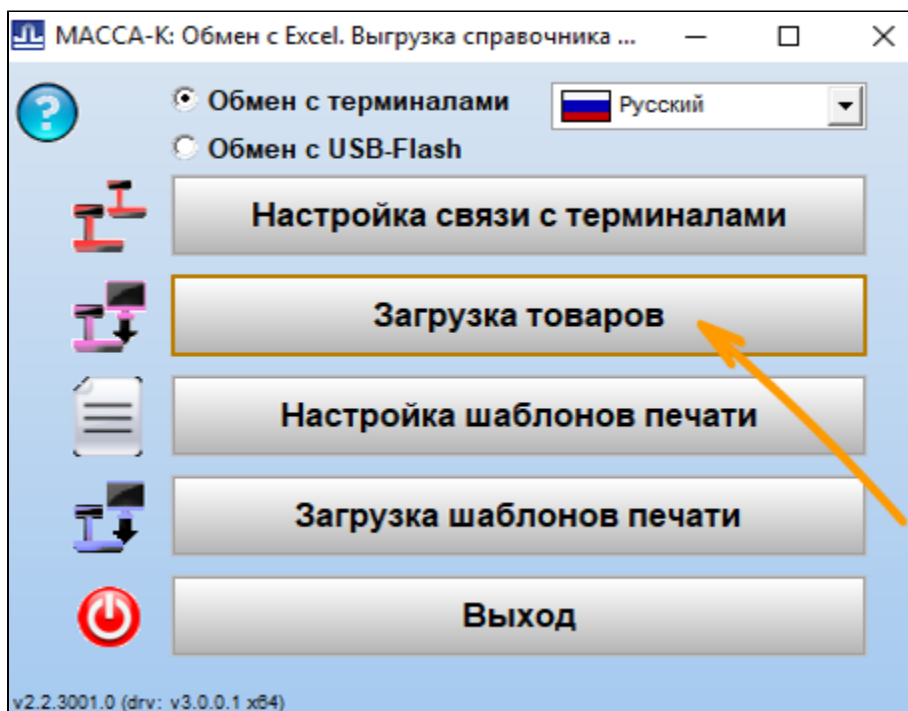 МАССА-К: Обмен с Excel. Выгрузка справочника ...
Обмен с терминалами
Русский
Обмен с USB-Flash
Настройка связи с терминалами
Загрузка товаров
Настройка шаблонов печати
Загрузка шаблонов печати
Выход
v2.2.3001.0 (drv: v3.0.0.1 x64)